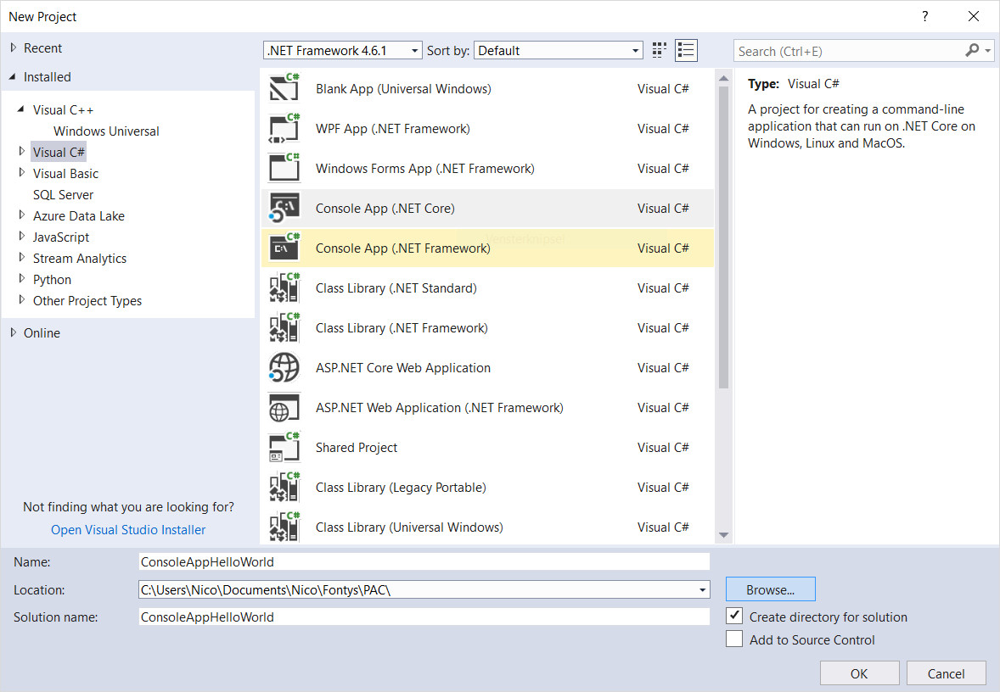 New Project
?
Recent
Installed
Visual C++
Windows Universal
Visual C#
Visual Basic
SQL Server
Azure Data Lake
JavaScript
Stream Analytics
Python
Other Project Types
Online
Not finding what you are looking for?
Open Visual Studio Installer
.NET Framework 4.6.1 Sort by: Default
Blank App (Universal Windows) Visual C#
WPF App (.NET Framework) Visual C#
Windows Forms App (.NET Framework) Visual C#
Console App (.NET Core) Visual C#
Console App (.NET Framework) Visual C#
Class Library (.NET Standard) Visual C#
Class Library (.NET Framework) Visual C#
ASP.NET Core Web Application Visual C#
ASP.NET Web Application (.NET Framework) Visual C#
Shared Project Visual C#
Class Library (Legacy Portable) Visual C#
Class Library (Universal Windows) Visual C#
Search (Ctrl+E)
Type: Visual C#
A project for creating a command-line
application that can run on .NET Core on
Windows, Linux and MacOS.
Name: ConsoleAppHelloWorld
Location: C:\Users\Nico\Documents\Nico\Fontys\PAC\ Browse...
Solution name: ConsoleAppHelloWorld
Create directory for solution
Add to Source Control
OK Cancel